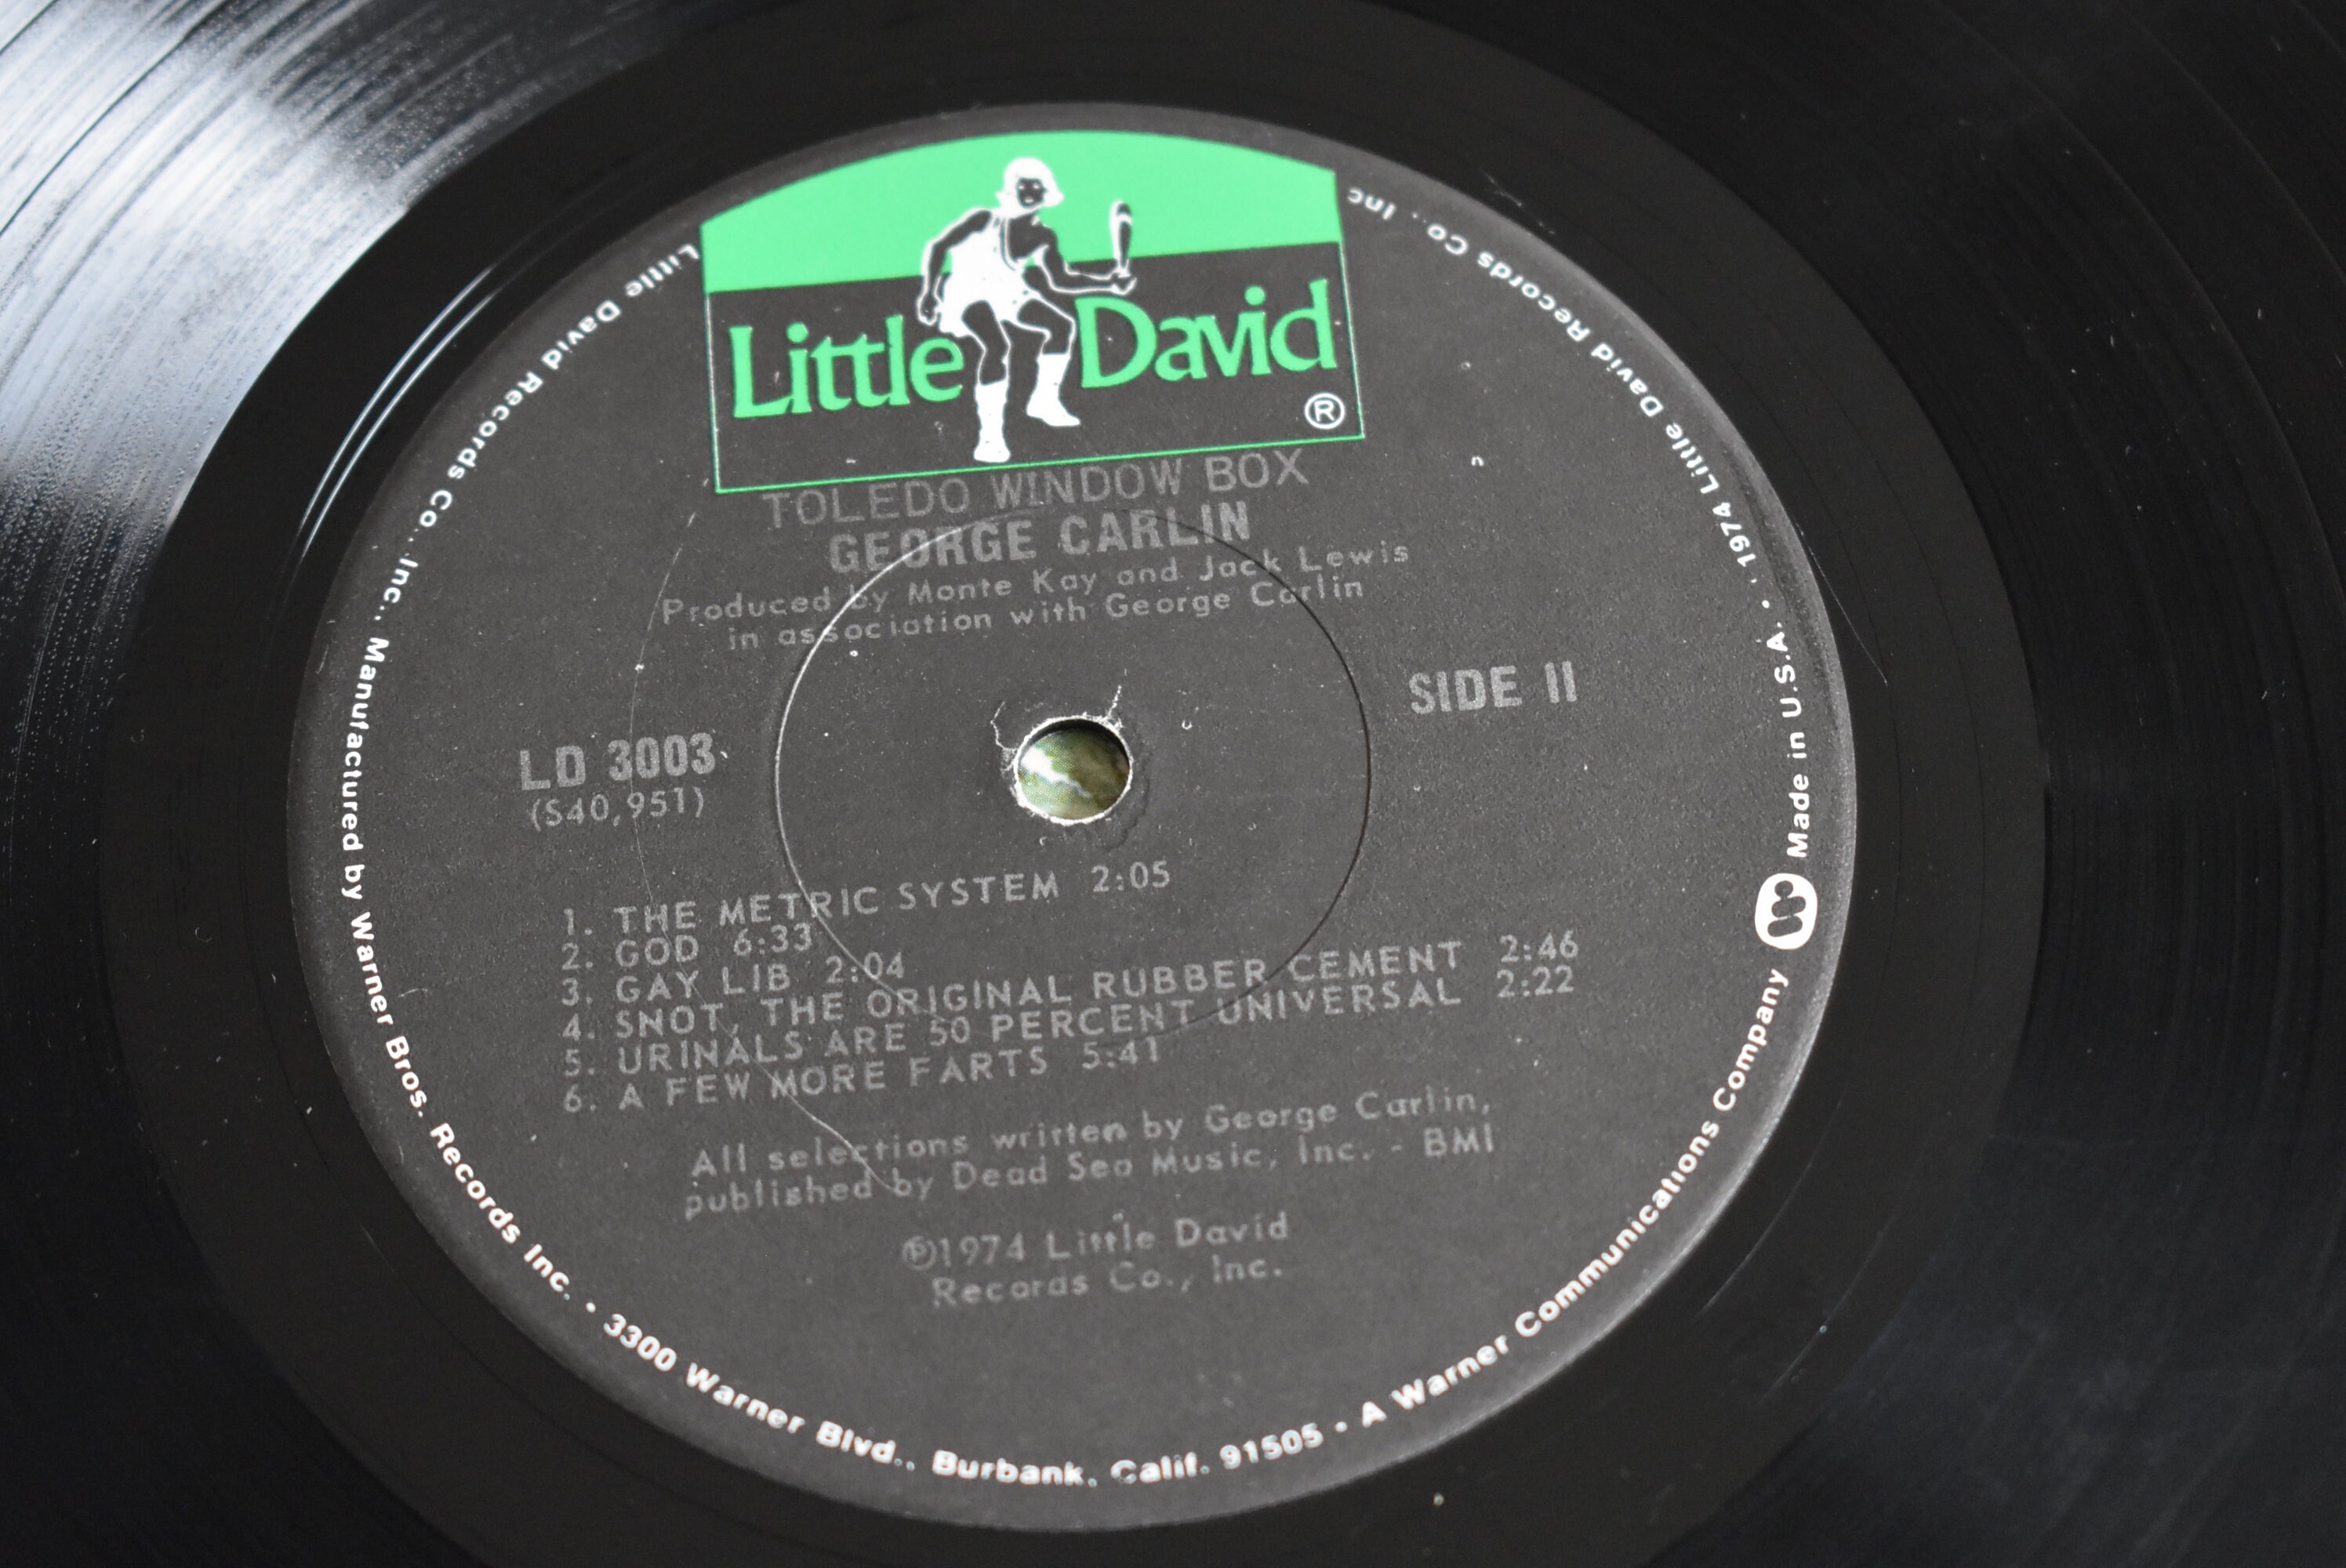 Little David
®
TOLEDO WINDOW BOX
GEORGE CARLIN
Produced by Monte Kay and Jack Lewis
in association with George Carlin
SIDE II
LD 3003
(S40,951)
1. THE METRIC SYSTEM 2:05
2. GOD 6:33
3. GAY LIB 2:04
4. SNOT, THE ORIGINAL RUBBER CEMENT 2:46
5. URINALS ARE 50 PERCENT UNIVERSAL 2:22
6. A FEW MORE FARTS 5:41
All selections written by George Carlin,
published by Dead Sea Music, Inc. - BMI
℗1974 Little David
Records Co., Inc.
Little David Records Co., Inc., Manufactured by Warner Bros. Records Inc. • 3300 Warner Blvd., Burbank, Calif. 91505 • A Warner Communications Company W Made in U.S.A. • 1974 Little David Records Co., Inc